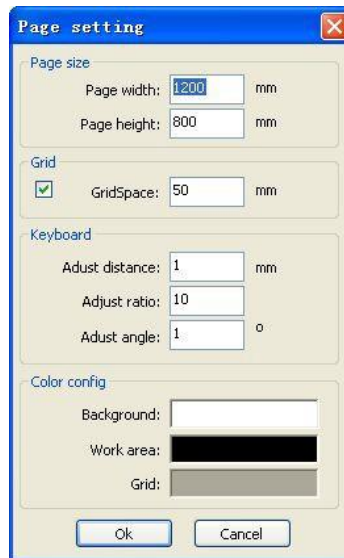 Page setting
Page size
Page width: 1200 mm
Page height: 800 mm
Grid
GridSpace: 50 mm
Keyboard
Adust distance: 1 mm
Adjust ratio: 10
Adust angle: 1 o
Color config
Background:
Work area:
Grid:
Ok Cancel